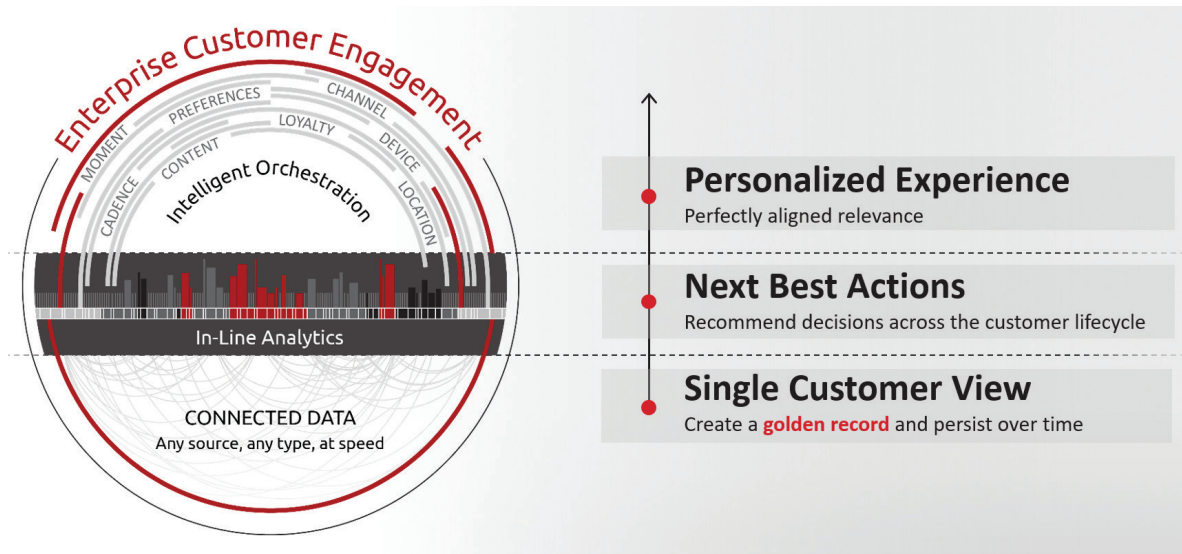 Enterprise Customer Engagement
MOMENT
PREFERENCES
CHANNEL
CADENCE
CONTENT
LOYALTY
DEVICE
LOCATION
Intelligent Orchestration
In-Line Analytics
CONNECTED DATA
Any source, any type, at speed
Personalized Experience
Perfectly aligned relevance
Next Best Actions
Recommend decisions across the customer lifecycle
Single Customer View
Create a golden record and persist over time